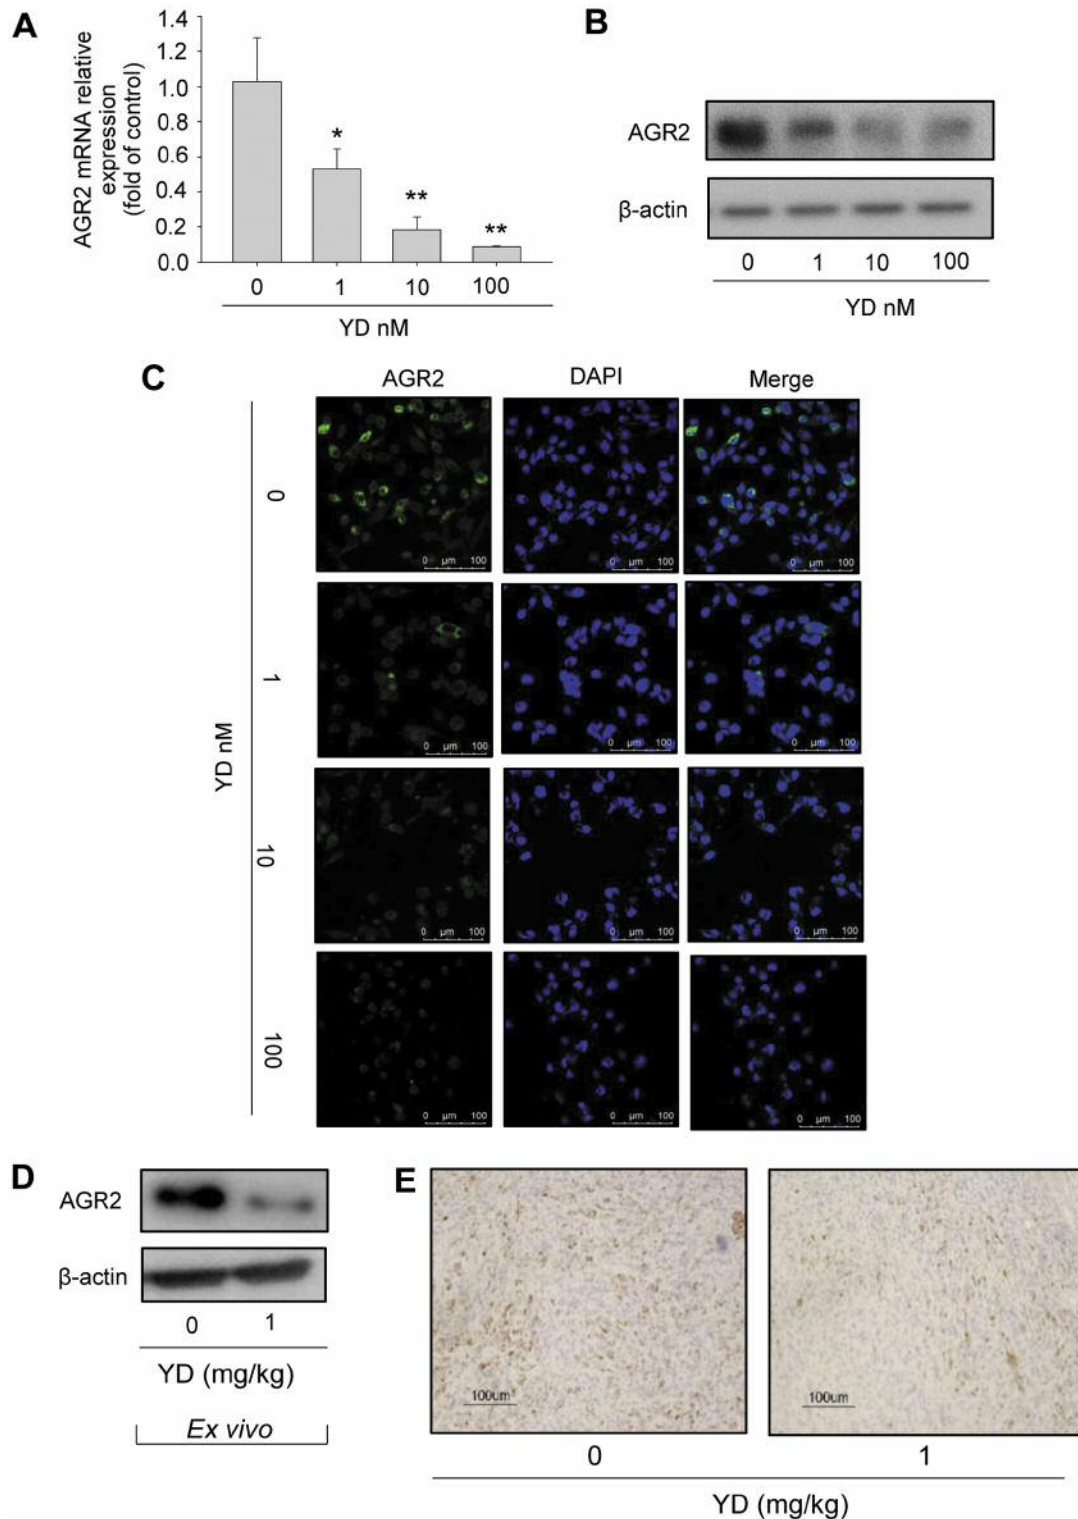 A
AGR2 mRNA relative
expression
(fold of control)
1.4
1.2
1.0
0.8
0.6
0.4
0.2
0.0
*
**
**
0 1 10 100
YD nM
B
AGR2
β-actin
0 1 10 100
YD nM
C
AGR2 DAPI Merge
YD nM
0
0 µm 100
0 µm 100
0 µm 100
1
0 µm 100
0 µm 100
0 µm 100
10
0 µm 100
0 µm 100
0 µm 100
100
0 µm 100
0 µm 100
0 µm 100
D
AGR2
β-actin
0 1
YD (mg/kg)
Ex vivo
E
100um
100um
0 1
YD (mg/kg)